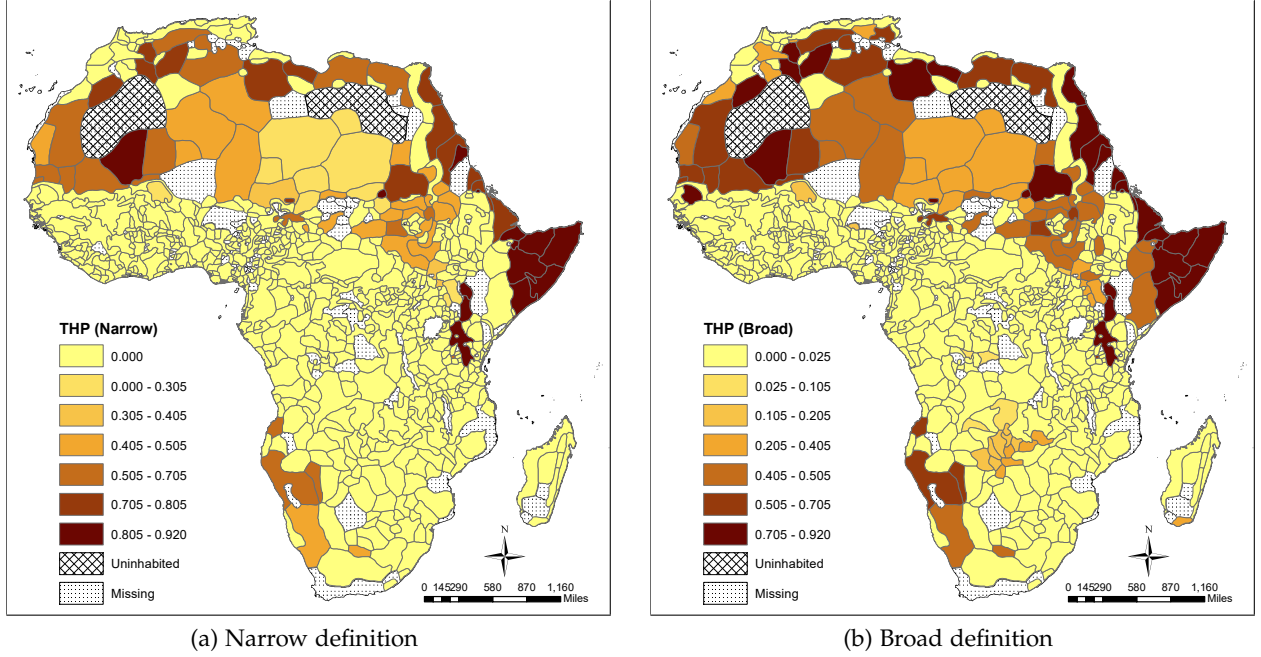 THP (Narrow)
0.000
0.000 - 0.305
0.305 - 0.405
0.405 - 0.505
0.505 - 0.705
0.705 - 0.805
0.805 - 0.920
Uninhabited
Missing
N
0 145290 580 870 1,160
Miles
(a) Narrow definition
THP (Broad)
0.000 - 0.025
0.025 - 0.105
0.105 - 0.205
0.205 - 0.405
0.405 - 0.505
0.505 - 0.705
0.705 - 0.920
Uninhabited
Missing
N
0 145290 580 870 1,160
Miles
(b) Broad definition